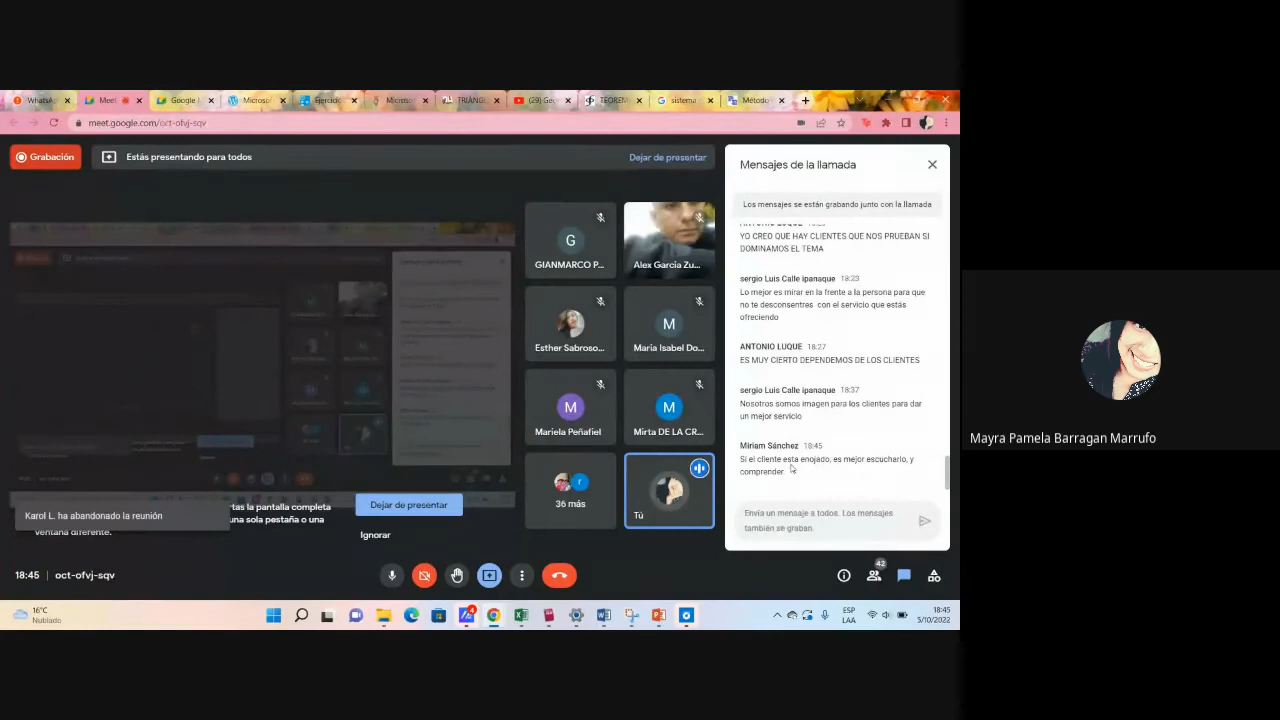 WhatsA
Meet
Google
Microso
Ejercicio
Microso
TRIÁNG
(29) Geo
TEOREM
sistema
Método
meet.google.com/oct-ofvj-sqv
Grabación
Estás presentando para todos
Dejar de presentar
Mensajes de la llamada
Los mensajes se están grabando junto con la llamada
ANTONIO LUQUE
YO CREO QUE HAY CLIENTES QUE NOS PRUEBAN SI
DOMINAMOS EL TEMA
sergio Luis Calle ipanaque 18:23
Lo mejor es mirar en la frente a la persona para que
no te desconsentres con el servicio que estás
ofreciendo
ANTONIO LUQUE 18:27
ES MUY CIERTO DEPENDEMOS DE LOS CLIENTES
sergio Luis Calle ipanaque 18:37
Nosotros somos imagen para los clientes para dar
un mejor servicio
Miriam Sánchez 18:45
Si el cliente esta enojado, es mejor escucharlo, y
comprender.
Envía un mensaje a todos. Los mensajes
también se graban.
G
GIANMARCO P...
Alex Garcia Zu...
Esther Sabroso...
M
Maria Isabel Do...
M
Mariela Peñafiel
M
Mirta DE LA CR...
r
36 más
Tú
Karol L. ha abandonado la reunión
tas la pantalla completa
una sola pestaña o una
ventana diferente.
Dejar de presentar
Ignorar
18:45
oct-ofvj-sqv
42
16°C
Nublado
4
ESP
LAA
18:45
5/10/2022
Mayra Pamela Barragan Marrufo